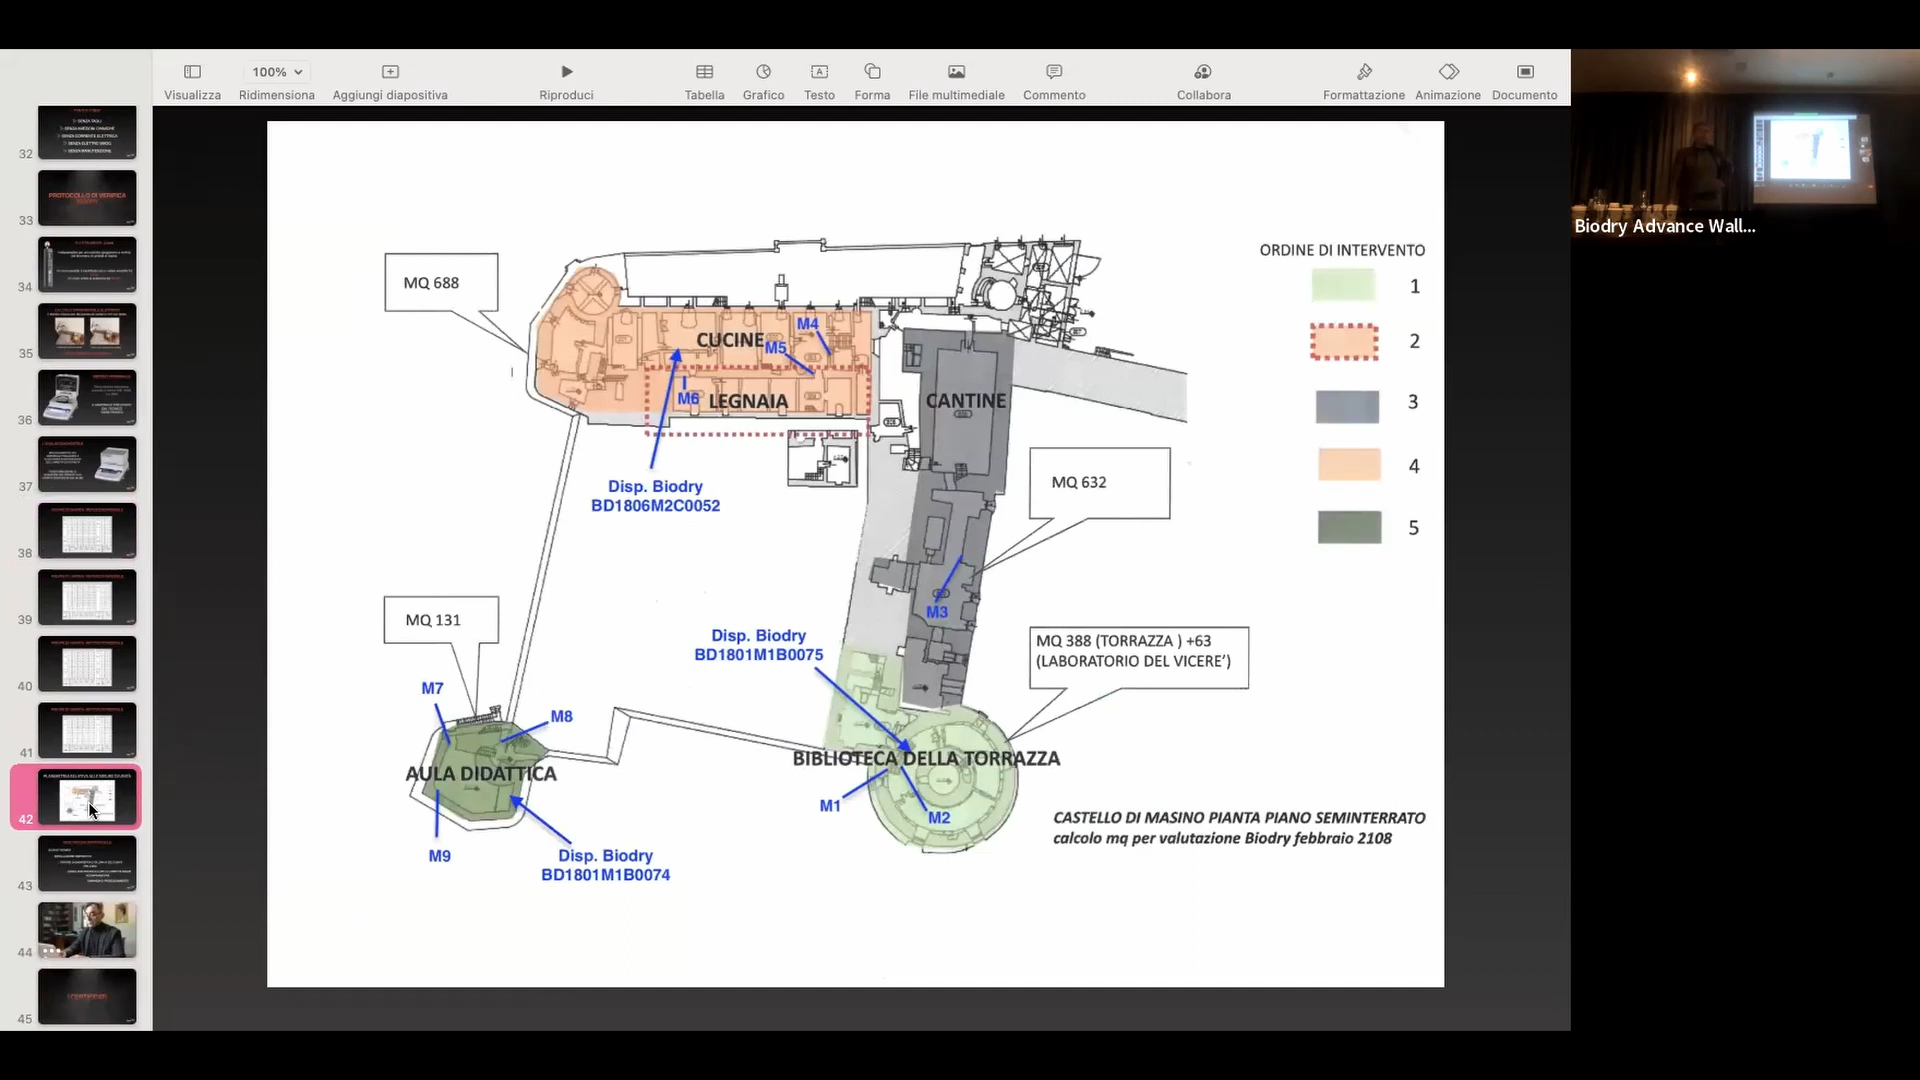 100%
Visualizza
Ridimensiona
Aggiungi diapositiva
Riproduci
Tabella
Grafico
Testo
Forma
File multimediale
Commento
Collabora
Formattazione
Animazione
Documento
32
33
34
35
36
37
38
39
40
41
42
43
44
45
PROTOCOLLO DI VERIFICA
MQ 688
CUCINE
M4
M5
M6
LEGNAIA
CANTINE
Disp. Biodry
BD1806M2C0052
MQ 632
M3
MQ 131
Disp. Biodry
BD1801M1B0075
MQ 388 (TORRAZZA ) +63
(LABORATORIO DEL VICERE')
M7
M8
AULA DIDATTICA
BIBLIOTECA DELLA TORRAZZA
M1
M2
M9
Disp. Biodry
BD1801M1B0074
CASTELLO DI MASINO PIANTA PIANO SEMINTERRATO
calcolo mq per valutazione Biodry febbraio 2108
ORDINE DI INTERVENTO
1
2
3
4
5
Biodry Advance Wall...